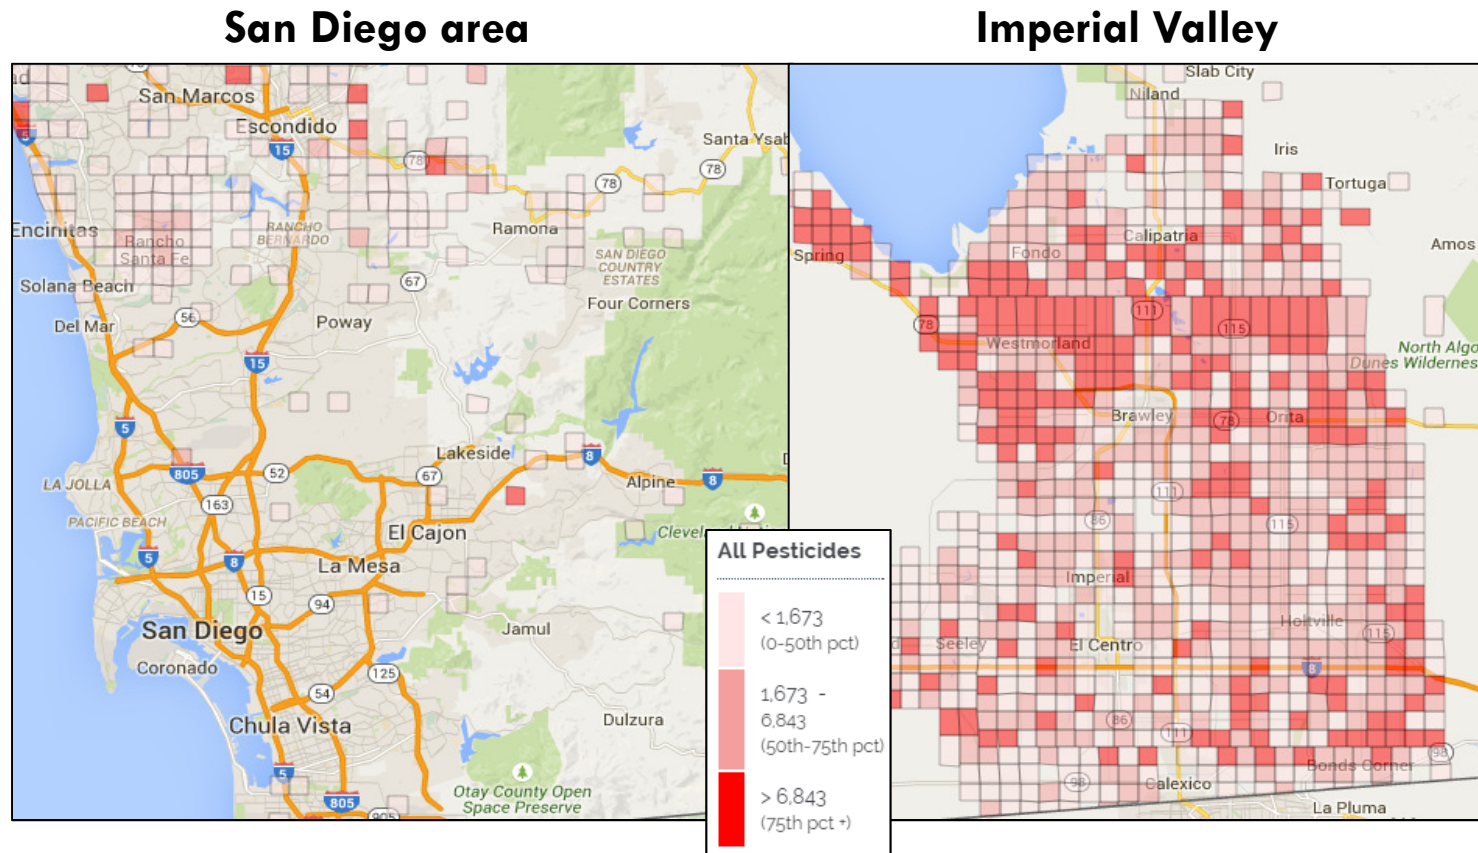 San Diego area
Imperial Valley
ad
San Marcos
Escondido
5
15
78
78
78
Santa Ysab
Encinitas
RANCHO
BERNARDO
Ramona
Rancho
Santa Fe
SAN DIEGO
COUNTRY
ESTATES
Solana Beach
67
Four Corners
Del Mar
56
Poway
15
5
Lakeside
805
52
67
8
Alpine
8
LA JOLLA
163
PACIFIC BEACH
El Cajon
5
8
La Mesa
15
94
San Diego
Jamul
Coronado
125
54
Chula Vista
Dulzura
5
Otay County Open
Space Preserve
805
905
Slab City
Niland
Iris
Tortuga
Calipatria
Fondo
Amos
Spring
78
111
115
Westmorland
North Algo
Dunes Wildernes
Brawley
78
Orita
111
86
115
Imperial
Holtville
115
Seeley
El Centro
8
86
111
98
Bonds Corner
98
Calexico
La Pluma
All Pesticides
< 1,673
(0-50th pct)
1,673 -
6,843
(50th-75th pct)
> 6,843
(75th pct +)